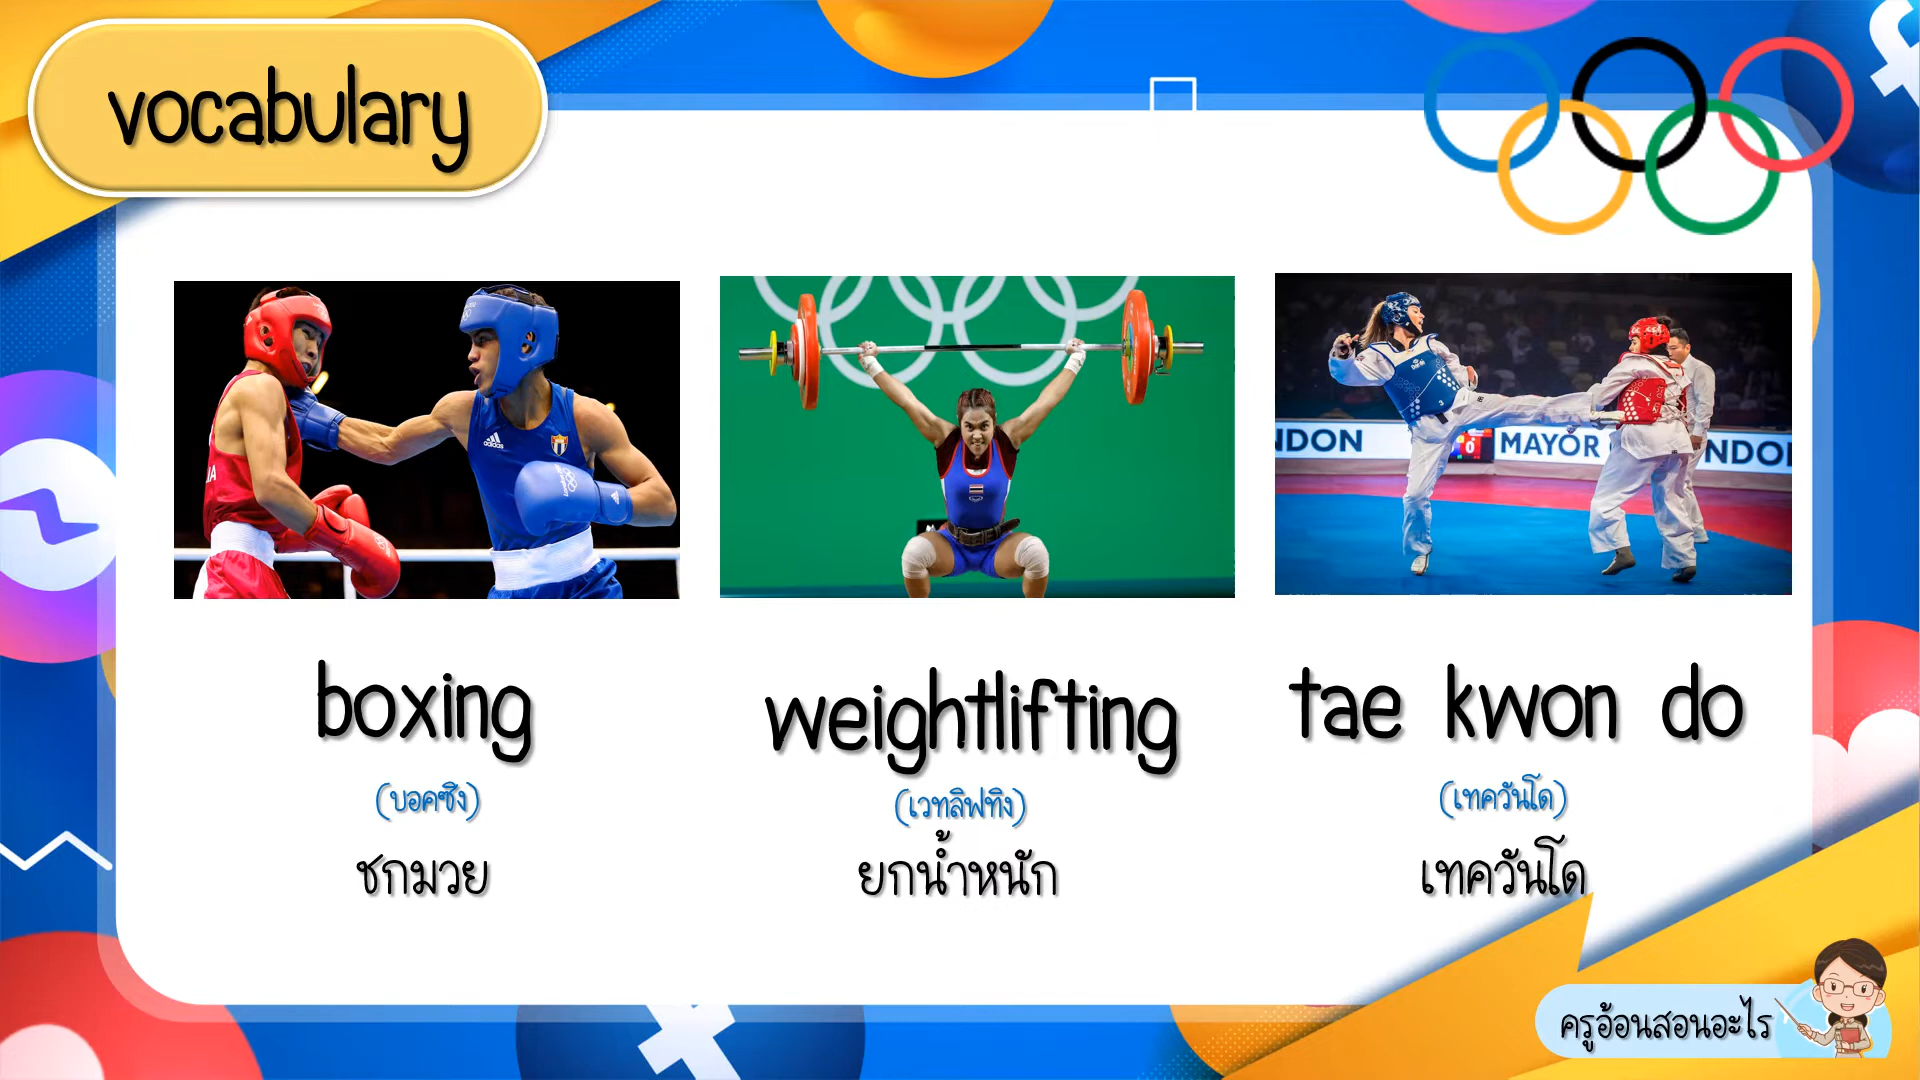 vocabulary
adidas
NDON
MAYOR
NDON
boxing
weightlifting
tae kwon do
(บอคซิง)
(เวทลิฟทิง)
(เทควันโด)
ชกมวย
ยกน้ำหนัก
เทควันโด
ครูอ้อนสอนอะไร